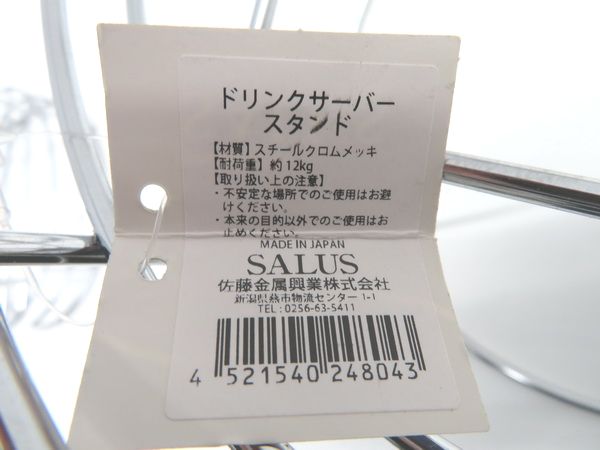 ドリンクサーバー
スタンド
【材質】スチールクロムメッキ
【耐荷重】約12kg
【取り扱い上の注意】
・不安定な場所でのご使用はお避
けください。
・本来の目的以外でのご使用はお
止めください。
MADE IN JAPAN
SALUS
佐藤金属興業株式会社
新潟県燕市物流センター 1-1
TEL：0256-63-5411
4 521540 248043